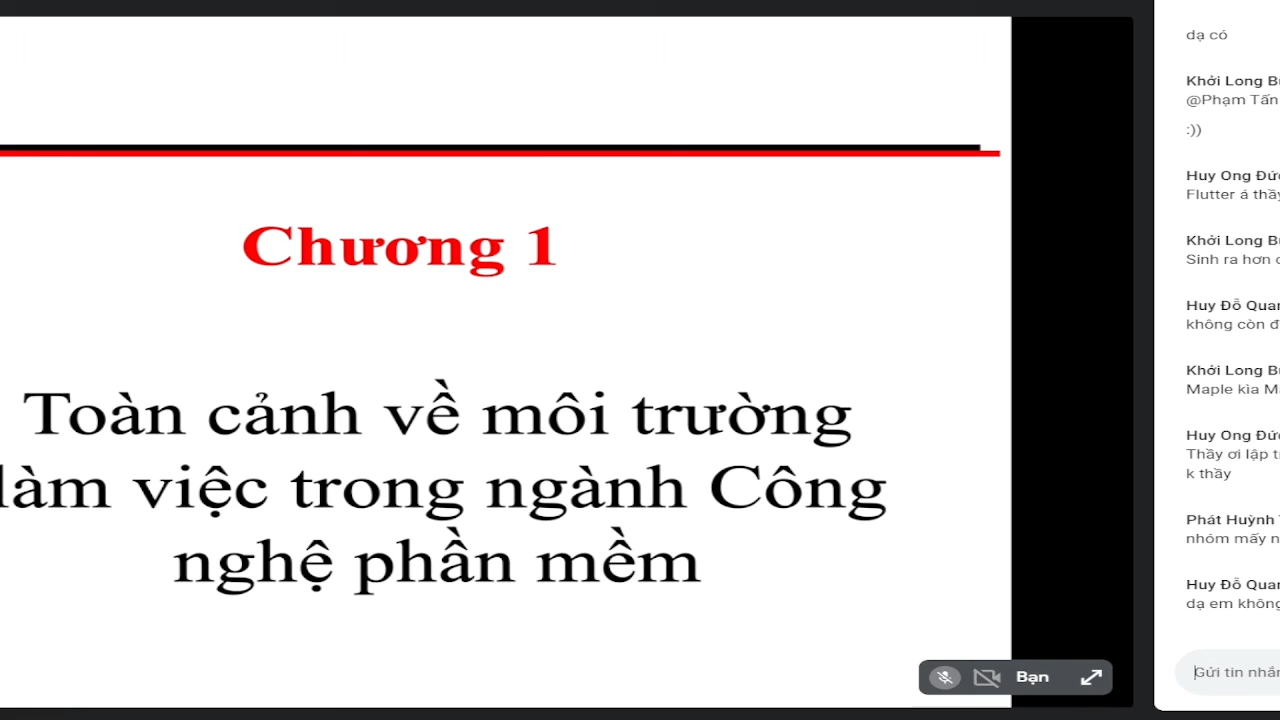 Chương 1
Toàn cảnh về môi trường
làm việc trong ngành Công
nghệ phần mềm
Bạn
dạ có
Khởi Long
@Phạm Tấn
:))
Huy Ong
Flutter á thầy
Khởi Long
Sinh ra hơn
Huy Đỗ
không còn
Khởi Long
Maple kìa
Huy Ong
Thầy ơi lập
k thầy
Phát Huỳnh
nhóm mấy
Huy Đỗ
dạ em không
Gửi tin